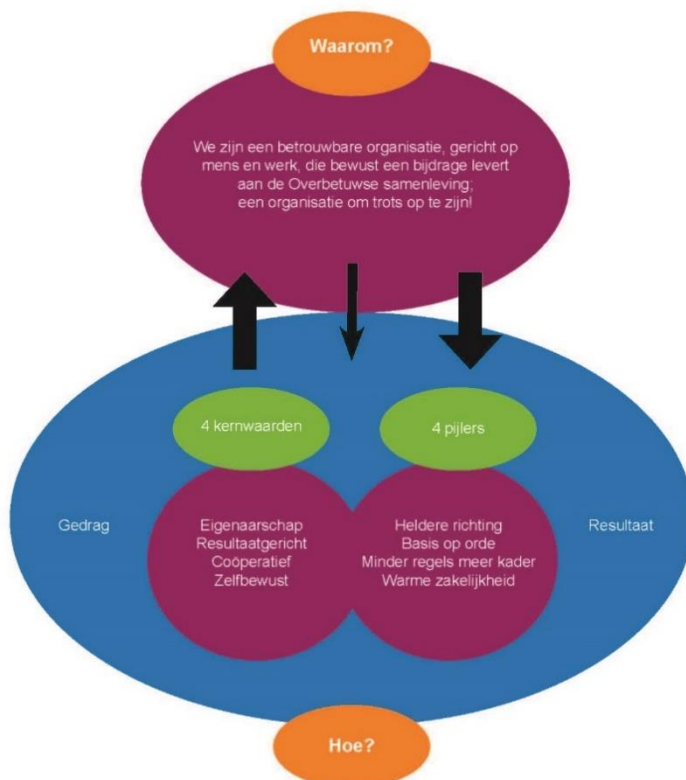 Waarom?
We zijn een betrouwbare organisatie, gericht op
mens en werk, die bewust een bijdrage levert
aan de Overbetuwse samenleving;
een organisatie om trots op te zijn!
4 kernwaarden
4 pijlers
Gedrag
Eigenaarschap
Resultaatgericht
Coöperatief
Zelfbewust
Heldere richting
Basis op orde
Minder regels meer kader
Warme zakelijkheid
Resultaat
Hoe?